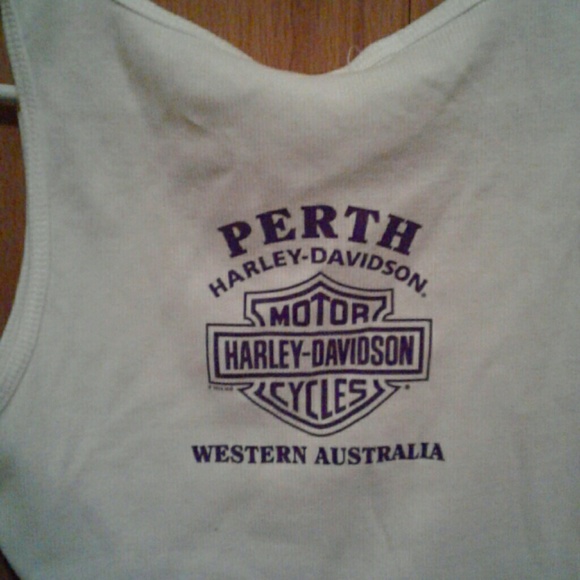 PERTH
HARLEY-DAVIDSON.
MOTOR
HARLEY-DAVIDSON
CYCLES
WESTERN AUSTRALIA